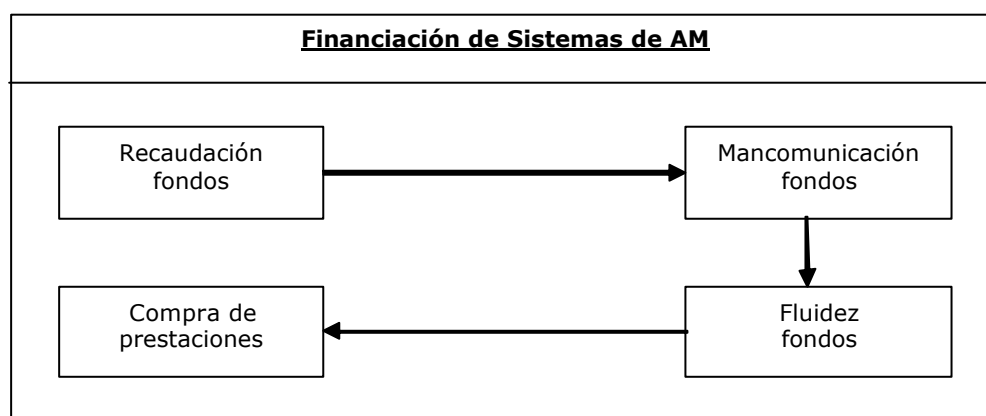 Financiación de Sistemas de AM
Recaudación
fondos
Mancomunicación
fondos
Fluidez
fondos
Compra de
prestaciones